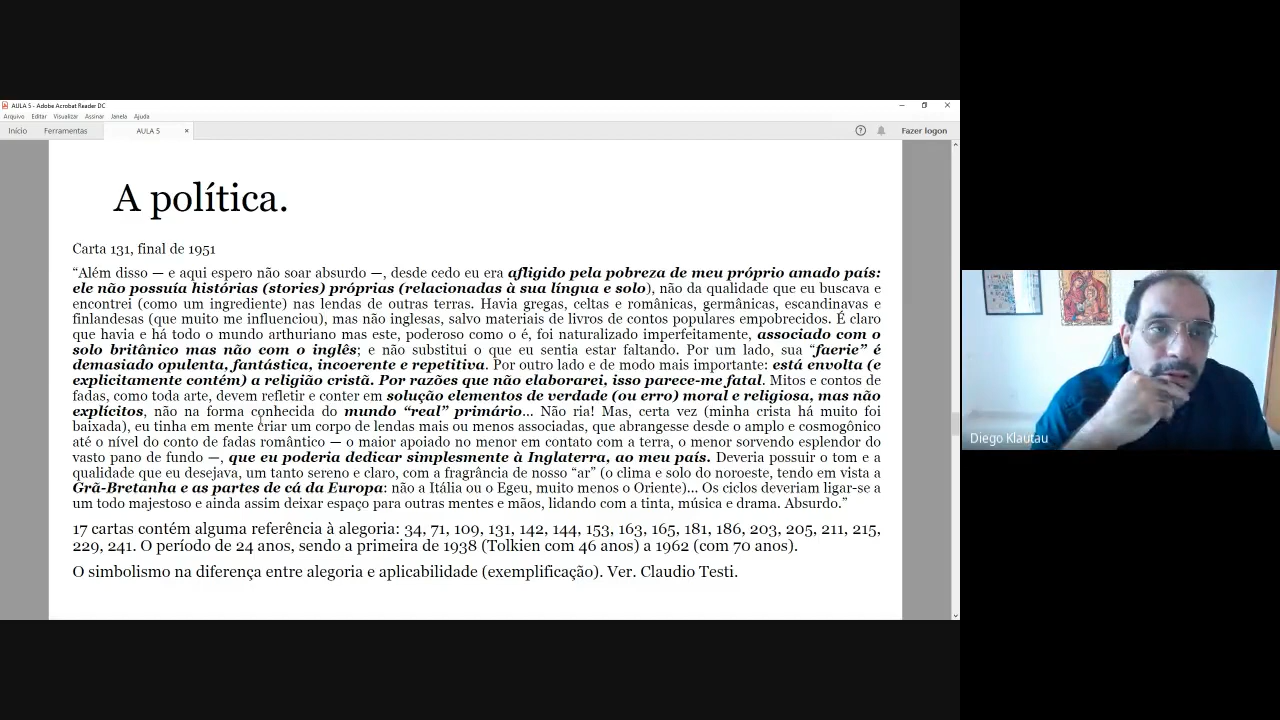 AULA 5 - Adobe Acrobat Reader DC
Arquivo Editar Visualizar Assinar Janela Ajuda
Início Ferramentas AULA 5 × Fazer logon
A política.
Carta 131, final de 1951
“Além disso — e aqui espero não soar absurdo —, desde cedo eu era afligido pela pobreza de meu próprio amado país:
ele não possuía histórias (stories) próprias (relacionadas à sua língua e solo), não da qualidade que eu buscava e
encontrei (como um ingrediente) nas lendas de outras terras. Havia gregas, celtas e românicas, germânicas, escandinavas e
finlandesas (que muito me influenciou), mas não inglesas, salvo materiais de livros de contos populares empobrecidos. É claro
que havia e há todo o mundo arthuriano mas este, poderoso como o é, foi naturalizado imperfeitamente, associado com o
solo britânico mas não com o inglês; e não substitui o que eu sentia estar faltando. Por um lado, sua “faerie” é
demasiado opulenta, fantástica, incoerente e repetitiva. Por outro lado e de modo mais importante: está envolta (e
explicitamente contém) a religião cristã. Por razões que não elaborarei, isso parece-me fatal. Mitos e contos de
fadas, como toda arte, devem refletir e conter em solução elementos de verdade (ou erro) moral e religiosa, mas não
explícitos, não na forma conhecida do mundo “real” primário... Não ria! Mas, certa vez (minha crista há muito foi
baixada), eu tinha em mente criar um corpo de lendas mais ou menos associadas, que abrangesse desde o amplo e cosmogônico
até o nível do conto de fadas romântico — o maior apoiado no menor em contato com a terra, o menor sorvendo esplendor do
vasto pano de fundo —, que eu poderia dedicar simplesmente à Inglaterra, ao meu país. Deveria possuir o tom e a
qualidade que eu desejava, um tanto sereno e claro, com a fragrância de nosso “ar” (o clima e solo do noroeste, tendo em vista a
Grã-Bretanha e as partes de cá da Europa: não a Itália ou o Egeu, muito menos o Oriente)... Os ciclos deveriam ligar-se a
um todo majestoso e ainda assim deixar espaço para outras mentes e mãos, lidando com a tinta, música e drama. Absurdo.”
17 cartas contém alguma referência à alegoria: 34, 71, 109, 131, 142, 144, 153, 163, 165, 181, 186, 203, 205, 211, 215,
229, 241. O período de 24 anos, sendo a primeira de 1938 (Tolkien com 46 anos) a 1962 (com 70 anos).
O simbolismo na diferença entre alegoria e aplicabilidade (exemplificação). Ver. Claudio Testi.
Diego Klautau